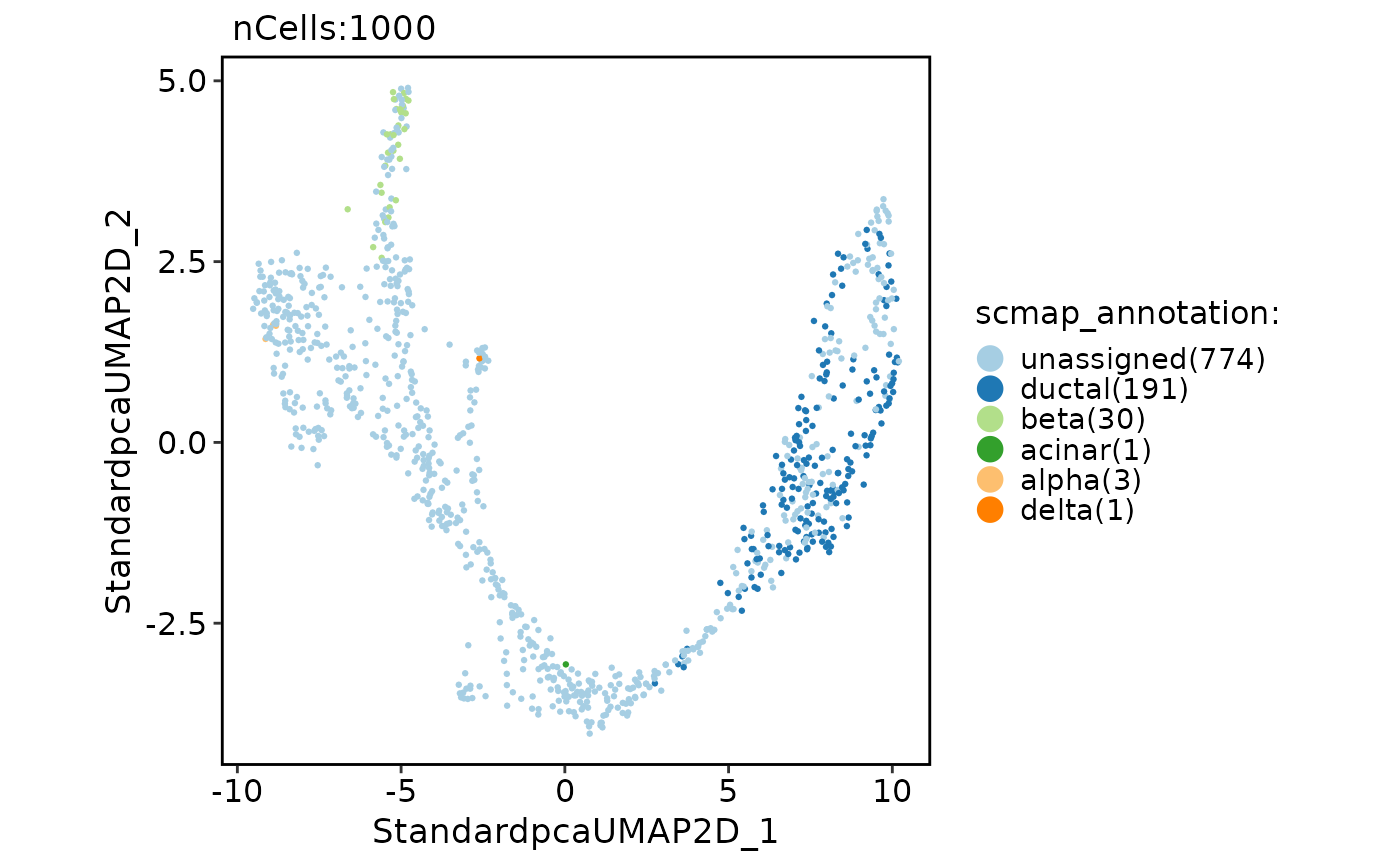 nCells:1000
5.0
2.5
0.0
-2.5
StandardpcaUMAP2D_2
-10 -5 0 5 10
StandardpcaUMAP2D_1
scmap_annotation:
unassigned(774)
ductal(191)
beta(30)
acinar(1)
alpha(3)
delta(1)